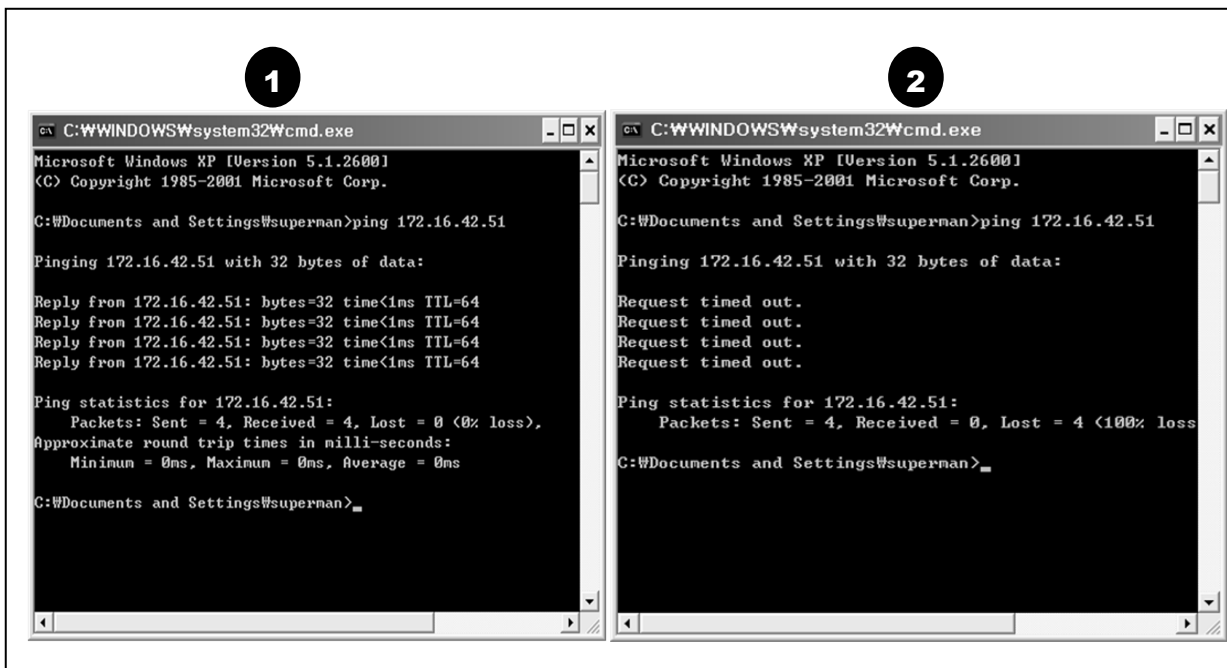 1
C:₩WINDOWS₩system32₩cmd.exe
Microsoft Windows XP [Version 5.1.2600]
(C) Copyright 1985-2001 Microsoft Corp.
C:₩Documents and Settings₩superman>ping 172.16.42.51
Pinging 172.16.42.51 with 32 bytes of data:
Reply from 172.16.42.51: bytes=32 time<1ms TTL=64
Reply from 172.16.42.51: bytes=32 time<1ms TTL=64
Reply from 172.16.42.51: bytes=32 time<1ms TTL=64
Reply from 172.16.42.51: bytes=32 time<1ms TTL=64
Ping statistics for 172.16.42.51:
Packets: Sent = 4, Received = 4, Lost = 0 (0% loss),
Approximate round trip times in milli-seconds:
Minimum = 0ms, Maximum = 0ms, Average = 0ms
C:₩Documents and Settings₩superman>_
2
C:₩WINDOWS₩system32₩cmd.exe
Microsoft Windows XP [Version 5.1.2600]
(C) Copyright 1985-2001 Microsoft Corp.
C:₩Documents and Settings₩superman>ping 172.16.42.51
Pinging 172.16.42.51 with 32 bytes of data:
Request timed out.
Request timed out.
Request timed out.
Request timed out.
Ping statistics for 172.16.42.51:
Packets: Sent = 4, Received = 0, Lost = 4 (100% loss
C:₩Documents and Settings₩superman>_